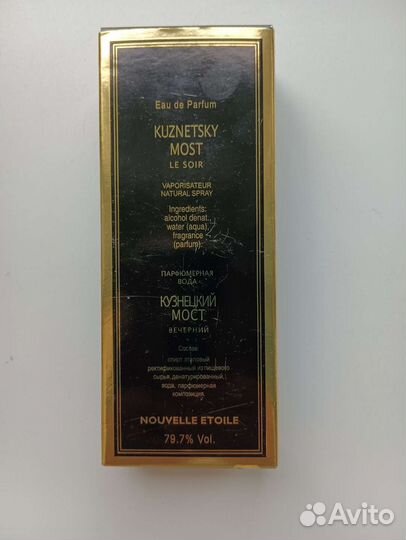 Eau de Parfum
KUZNETSKY
MOST
LE SOIR
VAPORISATEUR
NATURAL SPRAY
Ingredients:
alcohol denat.,
water (aqua),
fragrance
(parfum).
ПАРФЮМЕРНАЯ
ВОДА
КУЗНЕЦКИЙ
МОСТ
ВЕЧЕРНИЙ
Состав:
спирт этиловый
ректификованный из пищевого
сырья, денатурированный,
вода, парфюмерная
композиция.
NOUVELLE ETOILE
79.7% Vol.
Avito